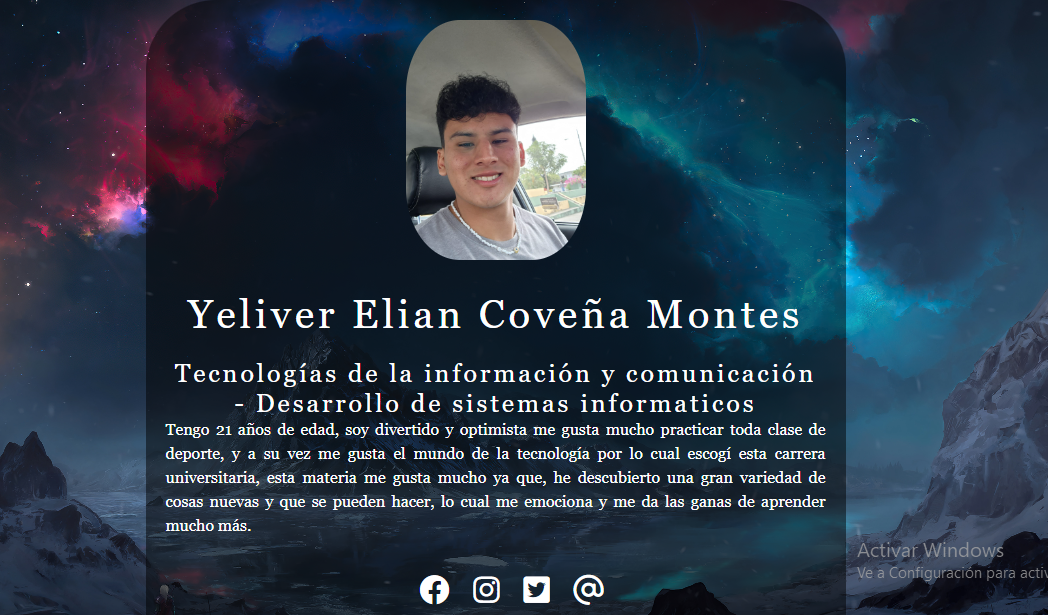 Yeliver Elian Coveña Montes
Tecnologías de la información y comunicación
- Desarrollo de sistemas informaticos
Tengo 21 años de edad, soy divertido y optimista me gusta mucho practicar toda clase de
deporte, y a su vez me gusta el mundo de la tecnología por lo cual escogí esta carrera
universitaria, esta materia me gusta mucho ya que, he descubierto una gran variedad de
cosas nuevas y que se pueden hacer, lo cual me emociona y me da las ganas de aprender
mucho más.
Activar Windows
Ve a Configuración para activ